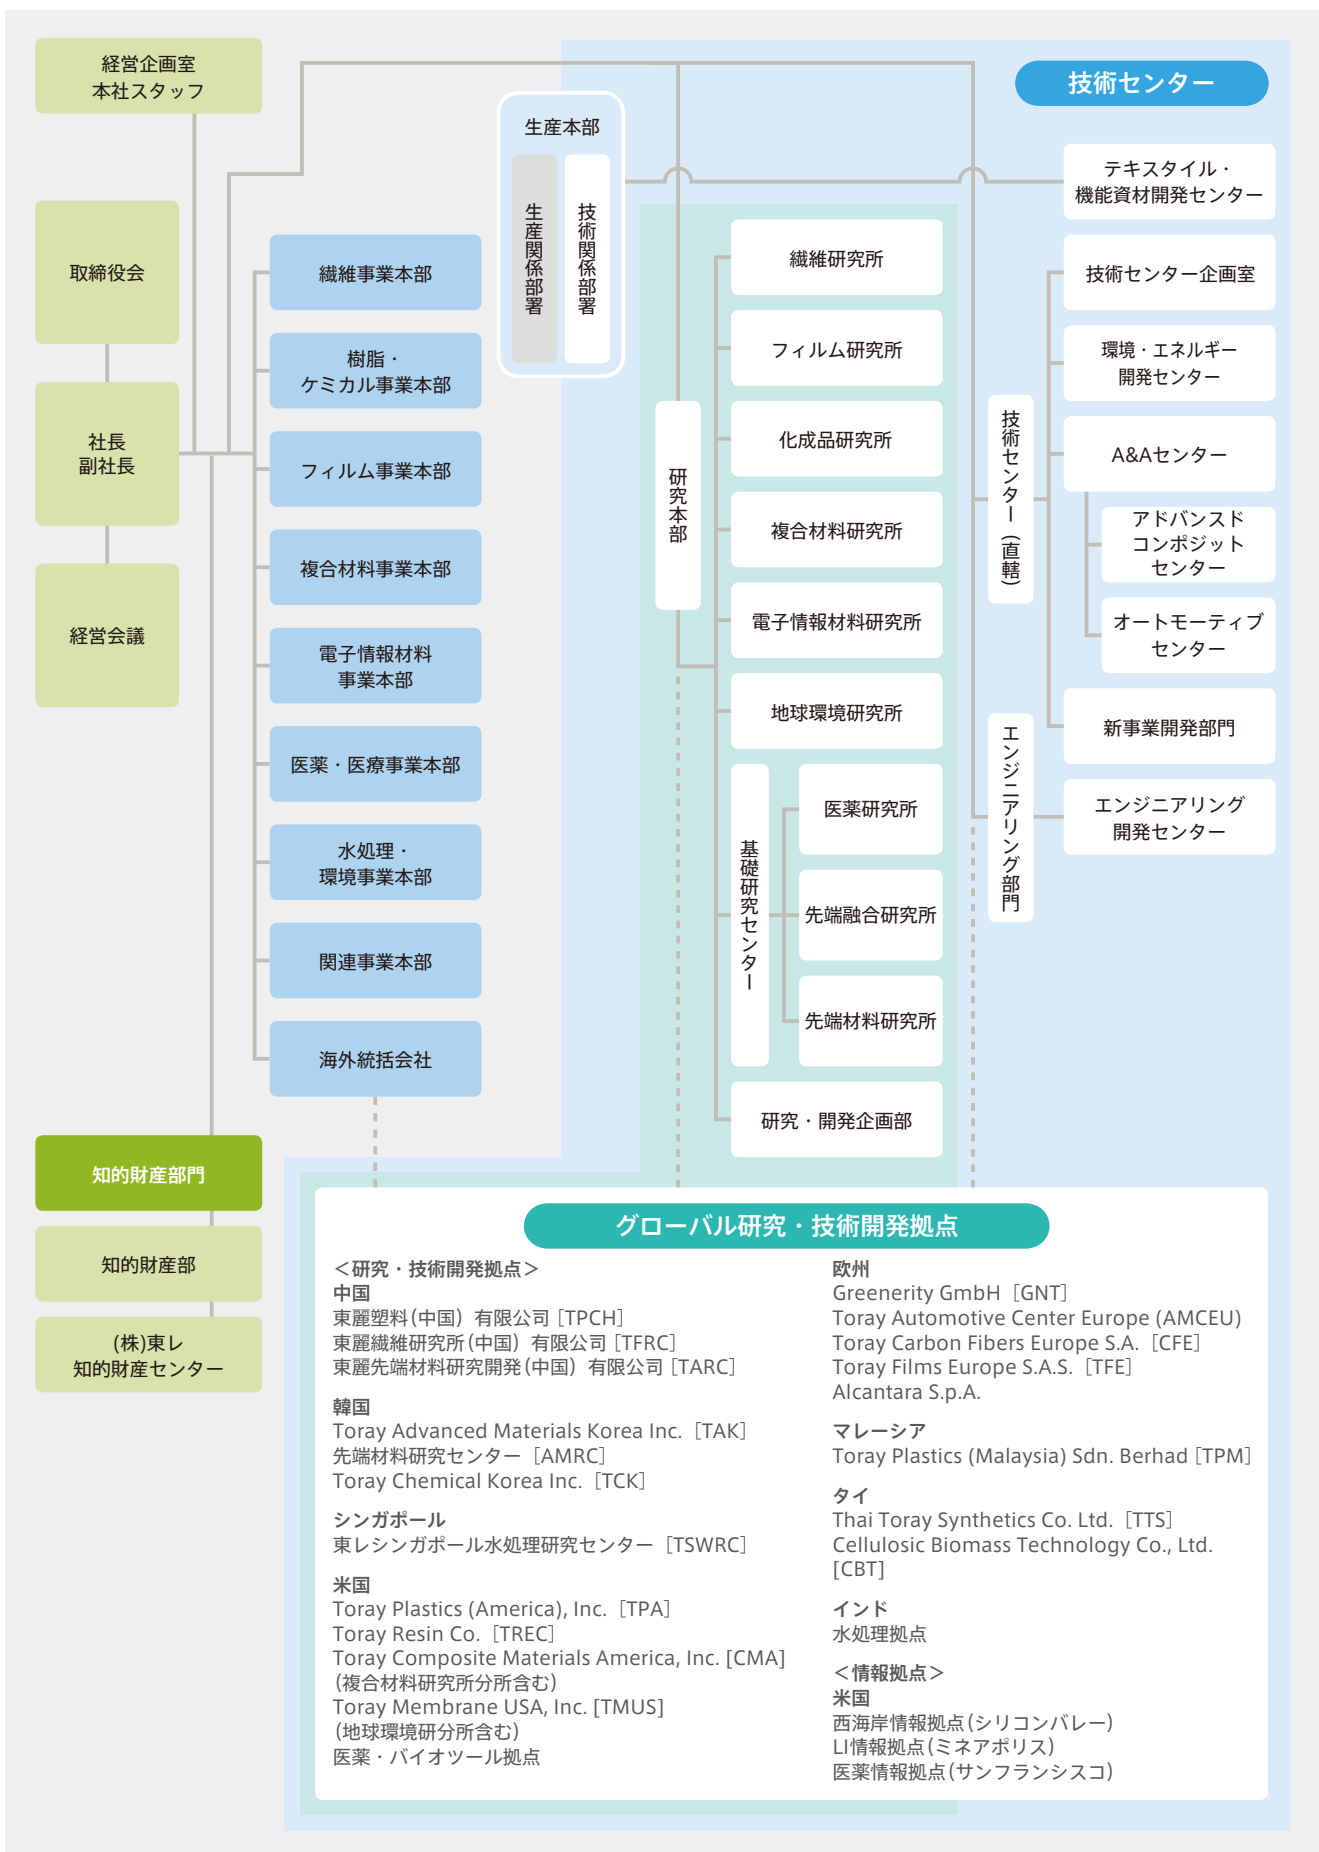 経営企画室
本社スタッフ
取締役会
社長
副社長
経営会議
知的財産部門
知的財産部
(株)東レ
知的財産センター
繊維事業本部
樹脂・
ケミカル事業本部
フィルム事業本部
複合材料事業本部
電子情報材料
事業本部
医薬・医療事業本部
水処理・
環境事業本部
関連事業本部
海外統括会社
技術センター
生産本部
生産関係部署
技術関係部署
研究本部
繊維研究所
フィルム研究所
化成品研究所
複合材料研究所
電子情報材料研究所
地球環境研究所
基礎研究センター
医薬研究所
先端融合研究所
先端材料研究所
研究・開発企画部
テキスタイル・
機能資材開発センター
技術センター(直轄)
技術センター企画室
環境・エネルギー
開発センター
A&Aセンター
アドバンスド
コンポジット
センター
オートモーティブ
センター
新事業開発部門
エンジニアリング部門
エンジニアリング
開発センター
グローバル研究・技術開発拠点
＜研究・技術開発拠点＞
中国
東麗塑料(中国) 有限公司 [TPCH]
東麗繊維研究所(中国) 有限公司 [TFRC]
東麗先端材料研究開発(中国) 有限公司 [TARC]
韓国
Toray Advanced Materials Korea Inc. [TAK]
先端材料研究センター [AMRC]
Toray Chemical Korea Inc. [TCK]
シンガポール
東レシンガポール水処理研究センター [TSWRC]
米国
Toray Plastics (America), Inc. [TPA]
Toray Resin Co. [TREC]
Toray Composite Materials America, Inc. [CMA]
(複合材料研究所分所含む)
Toray Membrane USA, Inc. [TMUS]
(地球環境研分所含む)
医薬・バイオツール拠点
欧州
Greenerity GmbH [GNT]
Toray Automotive Center Europe (AMCEU)
Toray Carbon Fibers Europe S.A. [CFE]
Toray Films Europe S.A.S. [TFE]
Alcantara S.p.A.
マレーシア
Toray Plastics (Malaysia) Sdn. Berhad [TPM]
タイ
Thai Toray Synthetics Co. Ltd. [TTS]
Cellulosic Biomass Technology Co., Ltd.
[CBT]
インド
水処理拠点
＜情報拠点＞
米国
西海岸情報拠点(シリコンバレー)
LI情報拠点(ミネアポリス)
医薬情報拠点(サンフランシスコ)